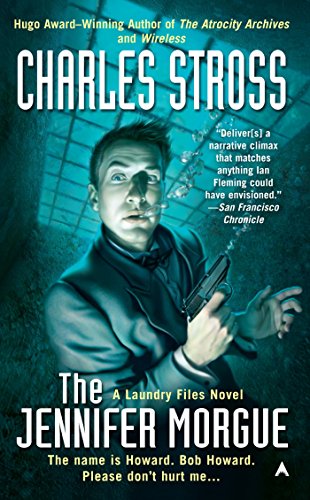 Hugo Award–Winning Author of The Atrocity Archives
and Wireless
CHARLES STROSS
"Deliver[s] a
narrative climax
that matches
anything Ian
Fleming could
have envisioned."
—San Francisco
Chronicle
The
A Laundry Files Novel
JENNIFER MORGUE
The name is Howard. Bob Howard.
Please don't hurt me...
A